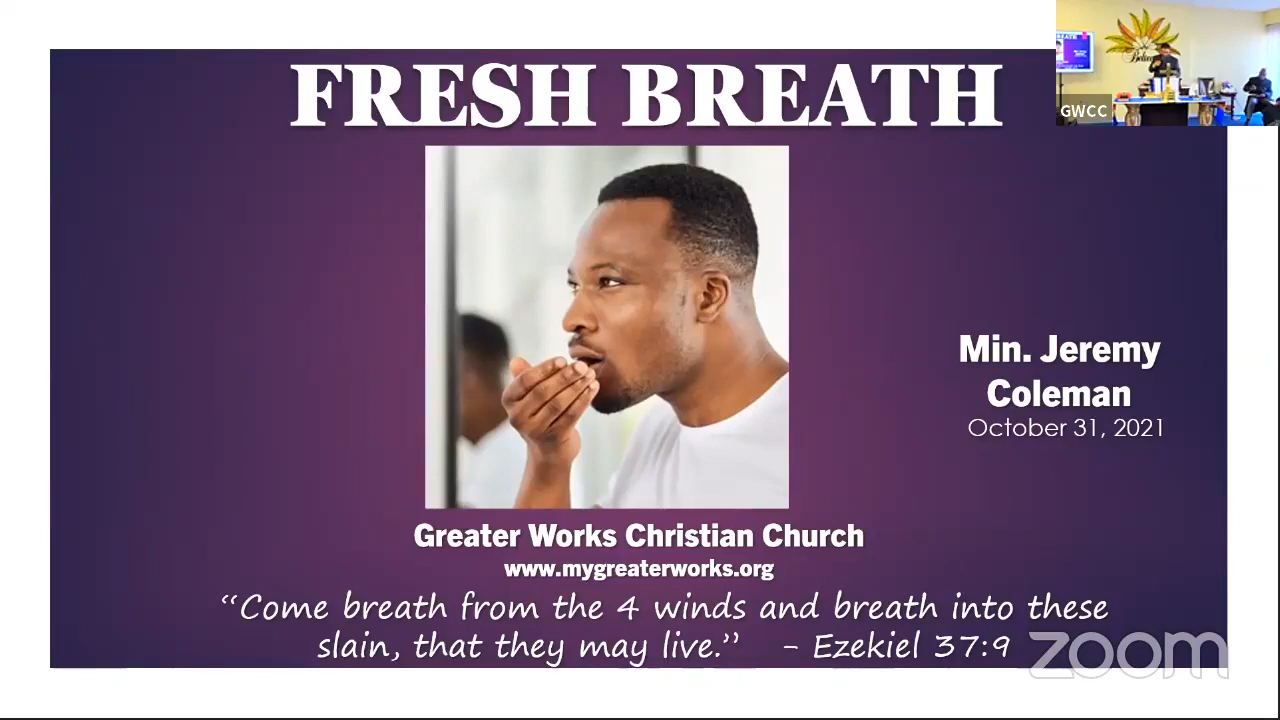 FRESH BREATH
GWCC
Min. Jeremy
Coleman
October 31, 2021
Greater Works Christian Church
www.mygreaterworks.org
“Come breath from the 4 winds and breath into these
slain, that they may live.” - Ezekiel 37:9
zoom